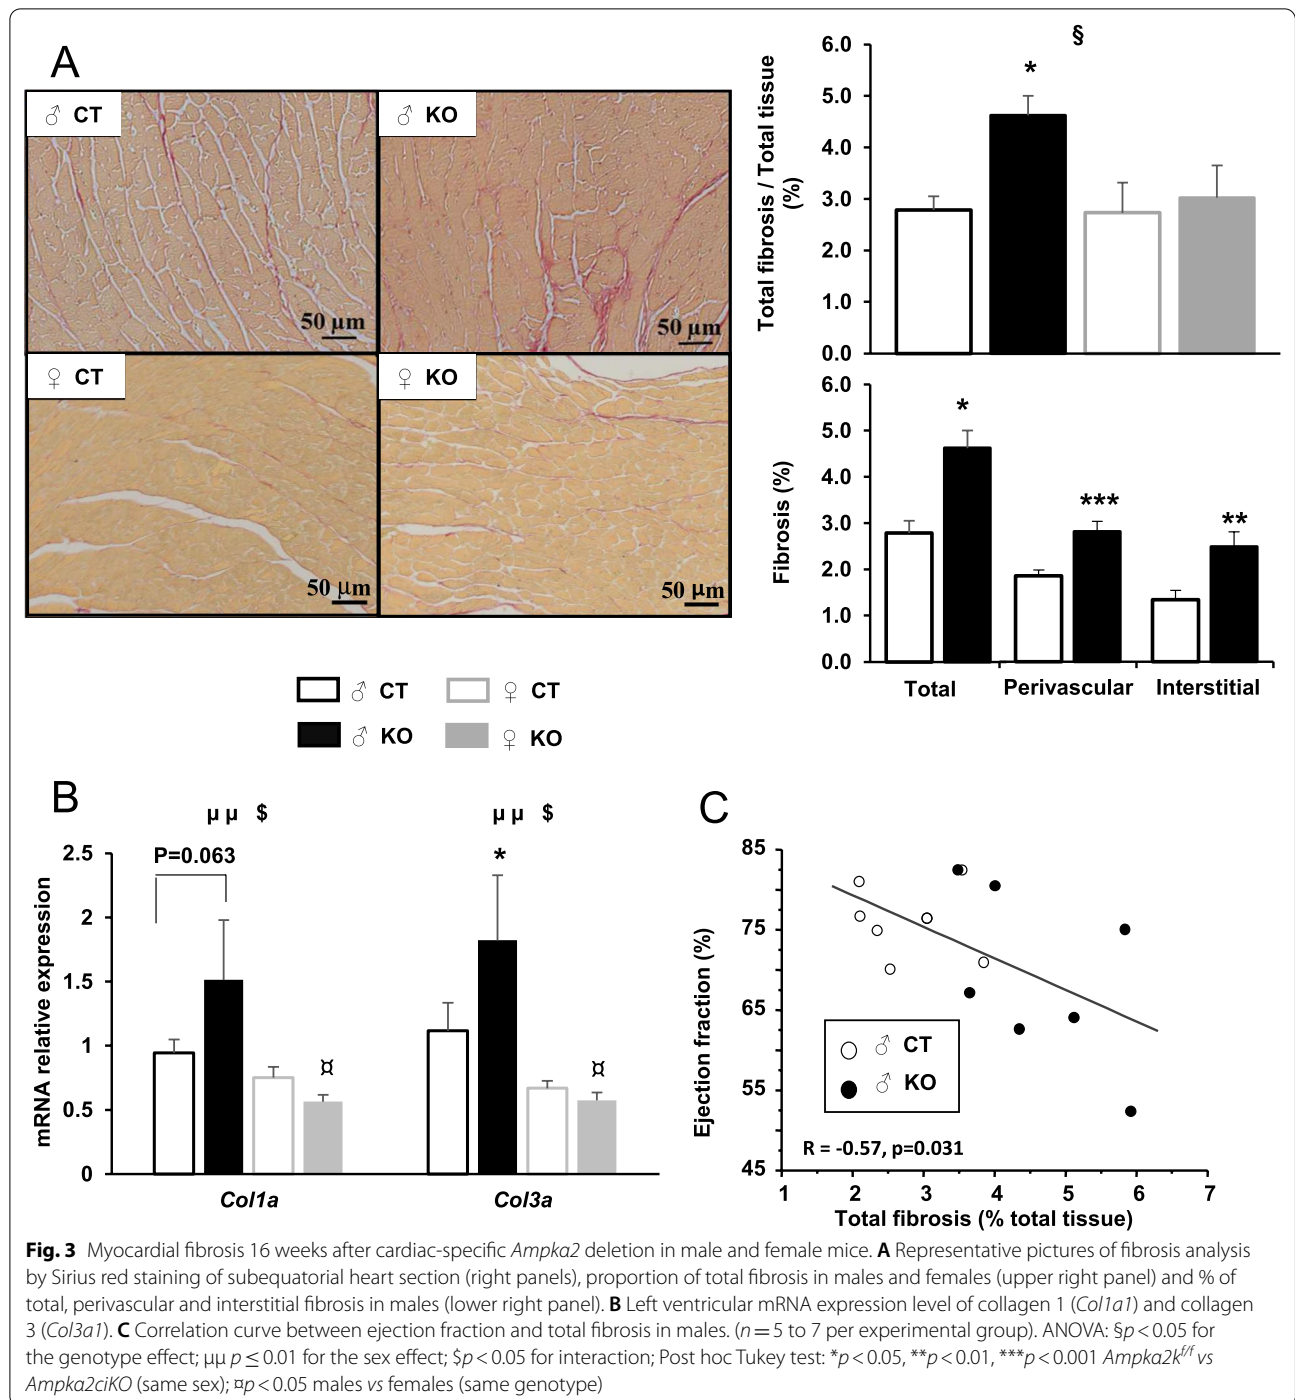 A
♂ CT
♂ KO
50 µm
50 µm
♀ CT
♀ KO
50 µm
50 µm
Total fibrosis / Total tissue
(%)
§
6.0
5.0
4.0
3.0
2.0
1.0
0.0
*
Fibrosis (%)
6.0
5.0
4.0
3.0
2.0
1.0
0.0
*
***
**
Total Perivascular Interstitial
♂ CT ♀ CT
♂ KO ♀ KO
B
µ µ $ µ µ $
mRNA relative expression
2.5
2
1.5
1
0.5
0
P=0.063
*
¤ ¤
Col1a Col3a
C
Ejection fraction (%)
85
75
65
55
45
♂ CT
♂ KO
R = -0.57, p=0.031
1 2 3 4 5 6 7
Total fibrosis (% total tissue)
Fig. 3 Myocardial fibrosis 16 weeks after cardiac-specific Ampka2 deletion in male and female mice. A Representative pictures of fibrosis analysis
by Sirius red staining of subequatorial heart section (right panels), proportion of total fibrosis in males and females (upper right panel) and % of
total, perivascular and interstitial fibrosis in males (lower right panel). B Left ventricular mRNA expression level of collagen 1 (Col1a1) and collagen
3 (Col3a1). C Correlation curve between ejection fraction and total fibrosis in males. (n = 5 to 7 per experimental group). ANOVA: §p < 0.05 for
the genotype effect; µµ p ≤ 0.01 for the sex effect; $p < 0.05 for interaction; Post hoc Tukey test: *p < 0.05, **p < 0.01, ***p < 0.001 Ampka2k^f/f vs
Ampka2ciKO (same sex); ¤p < 0.05 males vs females (same genotype)